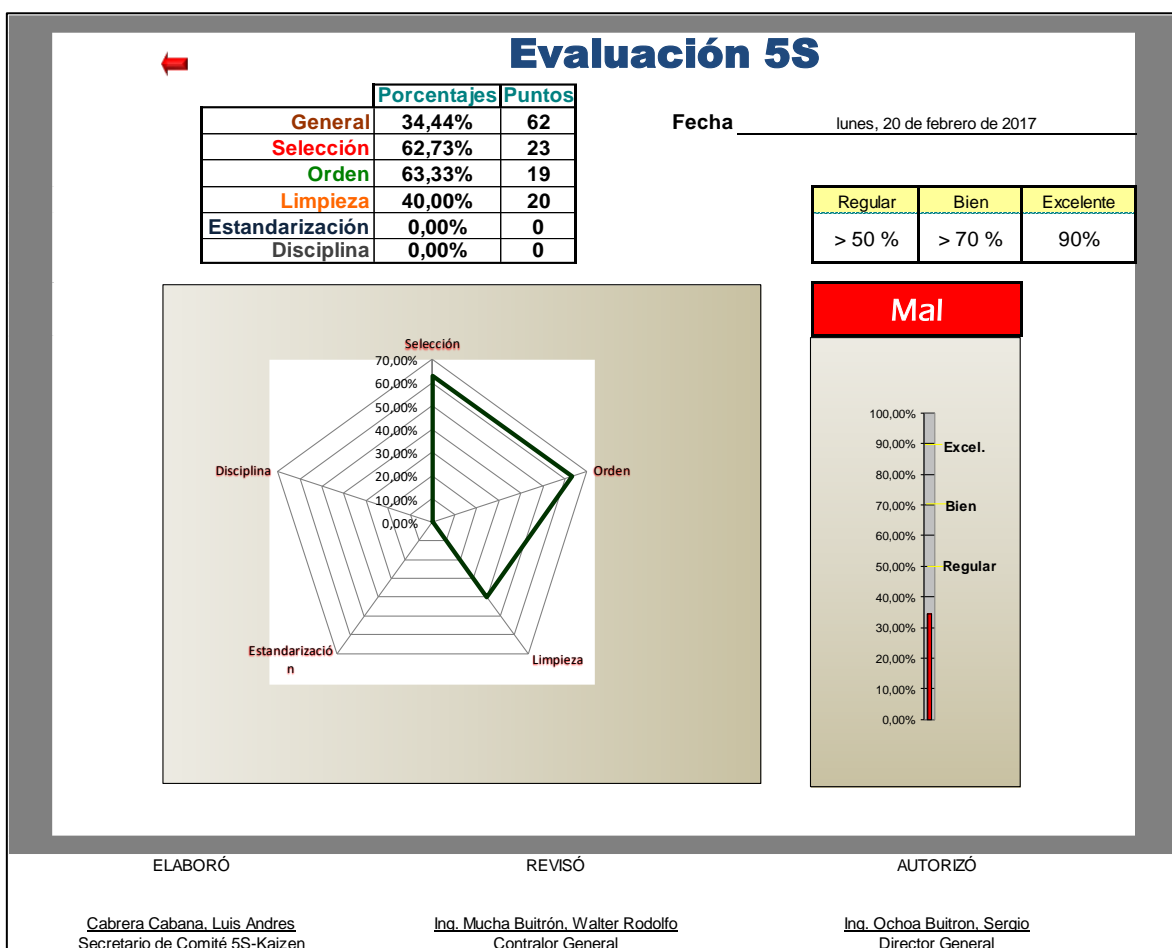 Evaluación 5S
Porcentajes Puntos
General 34,44% 62
Selección 62,73% 23
Orden 63,33% 19
Limpieza 40,00% 20
Estandarización 0,00% 0
Disciplina 0,00% 0
Fecha lunes, 20 de febrero de 2017
Regular Bien Excelente
> 50 % > 70 % 90%
Mal
Selección
70,00%
60,00%
50,00%
40,00%
30,00%
20,00%
10,00%
0,00%
Disciplina
Orden
Estandarizació
n
Limpieza
100,00%
90,00% Excel.
80,00%
70,00% Bien
60,00%
50,00% Regular
40,00%
30,00%
20,00%
10,00%
0,00%
ELABORÓ REVISÓ AUTORIZÓ
Cabrera Cabana, Luis Andres Ing. Mucha Buitrón, Walter Rodolfo Ing. Ochoa Buitron, Sergio
Secretario de Comité 5S-Kaizen Contralor General Director General